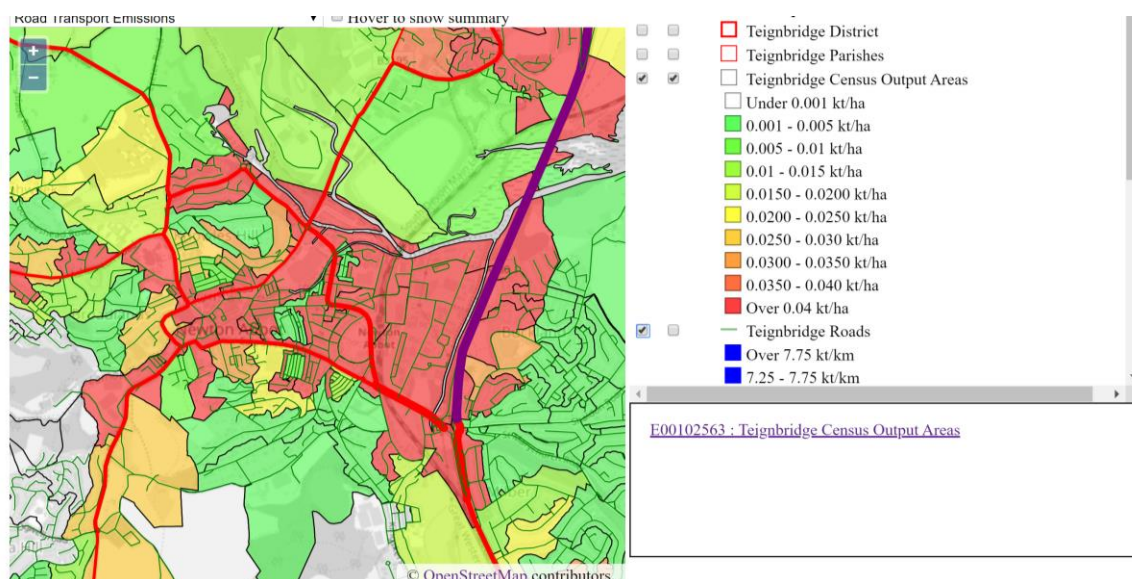 Road Transport Emissions
Hover to show summary
+
−
Newton Abbot
Newton
Abbot
© OpenStreetMap contributors
Teignbridge District
Teignbridge Parishes
Teignbridge Census Output Areas
Under 0.001 kt/ha
0.001 - 0.005 kt/ha
0.005 - 0.01 kt/ha
0.01 - 0.015 kt/ha
0.0150 - 0.0200 kt/ha
0.0200 - 0.0250 kt/ha
0.0250 - 0.030 kt/ha
0.0300 - 0.0350 kt/ha
0.0350 - 0.040 kt/ha
Over 0.04 kt/ha
Teignbridge Roads
Over 7.75 kt/km
7.25 - 7.75 kt/km
E00102563 : Teignbridge Census Output Areas